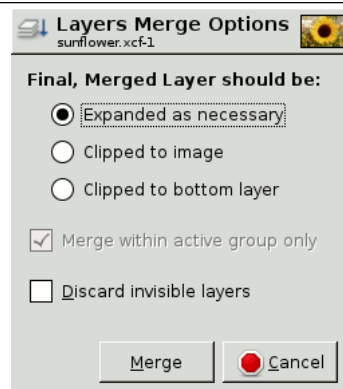 Layers Merge Options
sunflower.xcf-1
Final, Merged Layer should be:
Expanded as necessary
Clipped to image
Clipped to bottom layer
Merge within active group only
Discard invisible layers
Merge
Cancel